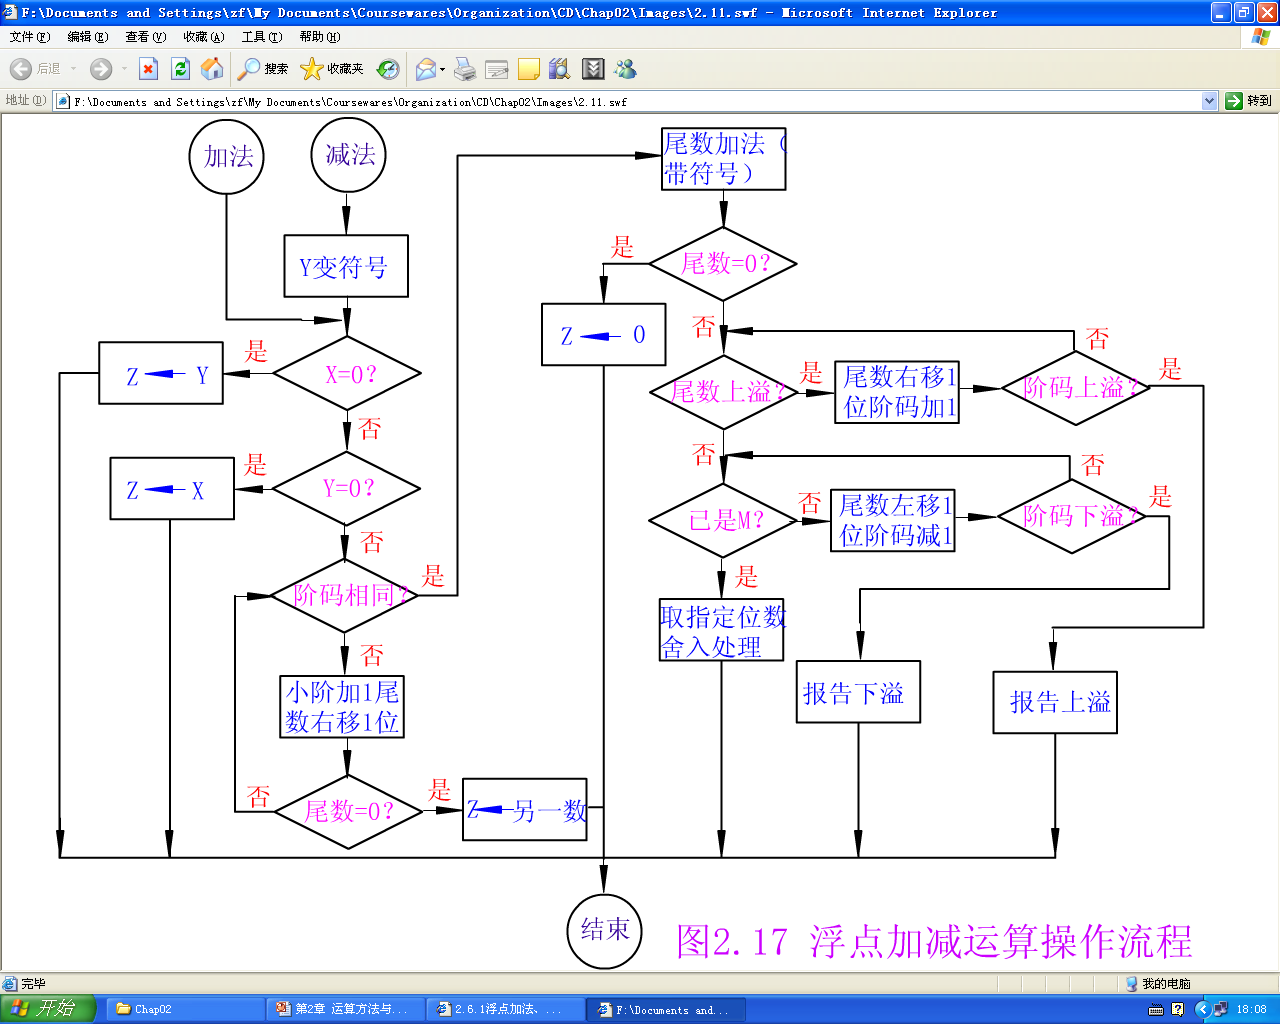 F:\Documents and Settings\zf\My Documents\Coursewares\Organization\CD\Chap02\Images\2.11.swf - Microsoft Internet Explorer
文件(F) 编辑(E) 查看(V) 收藏(A) 工具(T) 帮助(H)
后退 搜索 收藏夹
地址(D) F:\Documents and Settings\zf\My Documents\Coursewares\Organization\CD\Chap02\Images\2.11.swf 转到
加法
减法
Y变符号
X=0?
是
Z Y
否
Y=0?
是
Z X
否
阶码相同?
是
否
小阶加1尾
数右移1位
尾数=0?
否
是
Z 另一数
尾数加法（
带符号）
尾数=0?
是
Z 0
否
尾数上溢?
是
尾数右移1
位阶码加1
阶码上溢?
否
是
否
已是M?
否
尾数左移1
位阶码减1
阶码下溢?
否
是
是
取指定位数
舍入处理
报告下溢
报告上溢
结束
图2.17 浮点加减运算操作流程
完毕 我的电脑
开始 Chap02 第2章 运算方法与... 2.6.1浮点加法、... F:\Documents and... 18:08